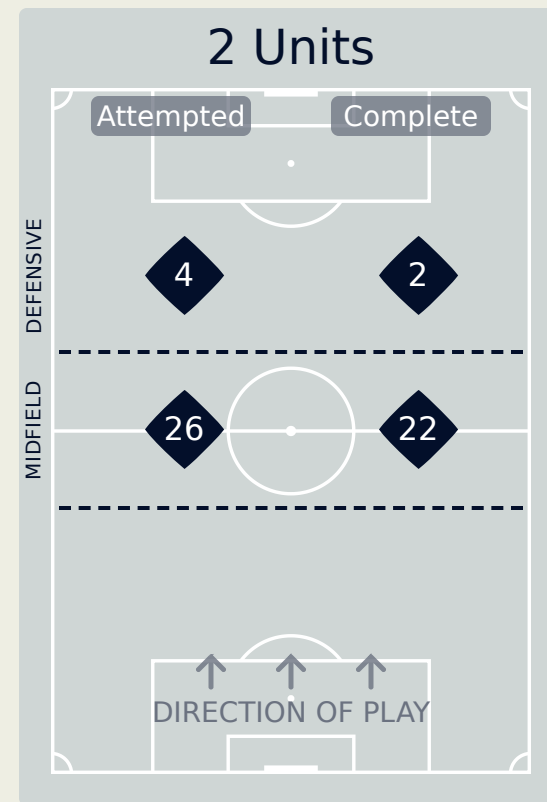 2 Units
Attempted Complete
DEFENSIVE
4 2
MIDFIELD
26 22
DIRECTION OF PLAY